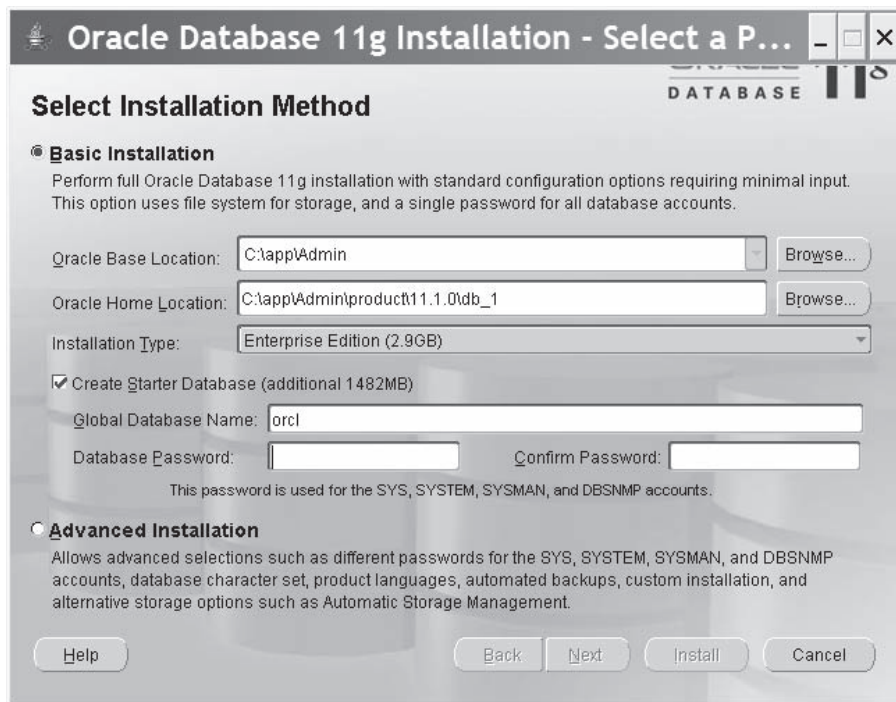 Oracle Database 11g Installation - Select a P...
DATABASE
Select Installation Method
Basic Installation
Perform full Oracle Database 11g installation with standard configuration options requiring minimal input.
This option uses file system for storage, and a single password for all database accounts.
Oracle Base Location: C:\app\Admin Browse...
Oracle Home Location: C:\app\Admin\product\11.1.0\db_1 Browse...
Installation Type: Enterprise Edition (2.9GB)
Create Starter Database (additional 1482MB)
Global Database Name: orcl
Database Password: Confirm Password:
This password is used for the SYS, SYSTEM, SYSMAN, and DBSNMP accounts.
Advanced Installation
Allows advanced selections such as different passwords for the SYS, SYSTEM, SYSMAN, and DBSNMP
accounts, database character set, product languages, automated backups, custom installation, and
alternative storage options such as Automatic Storage Management.
Help Back Next Install Cancel